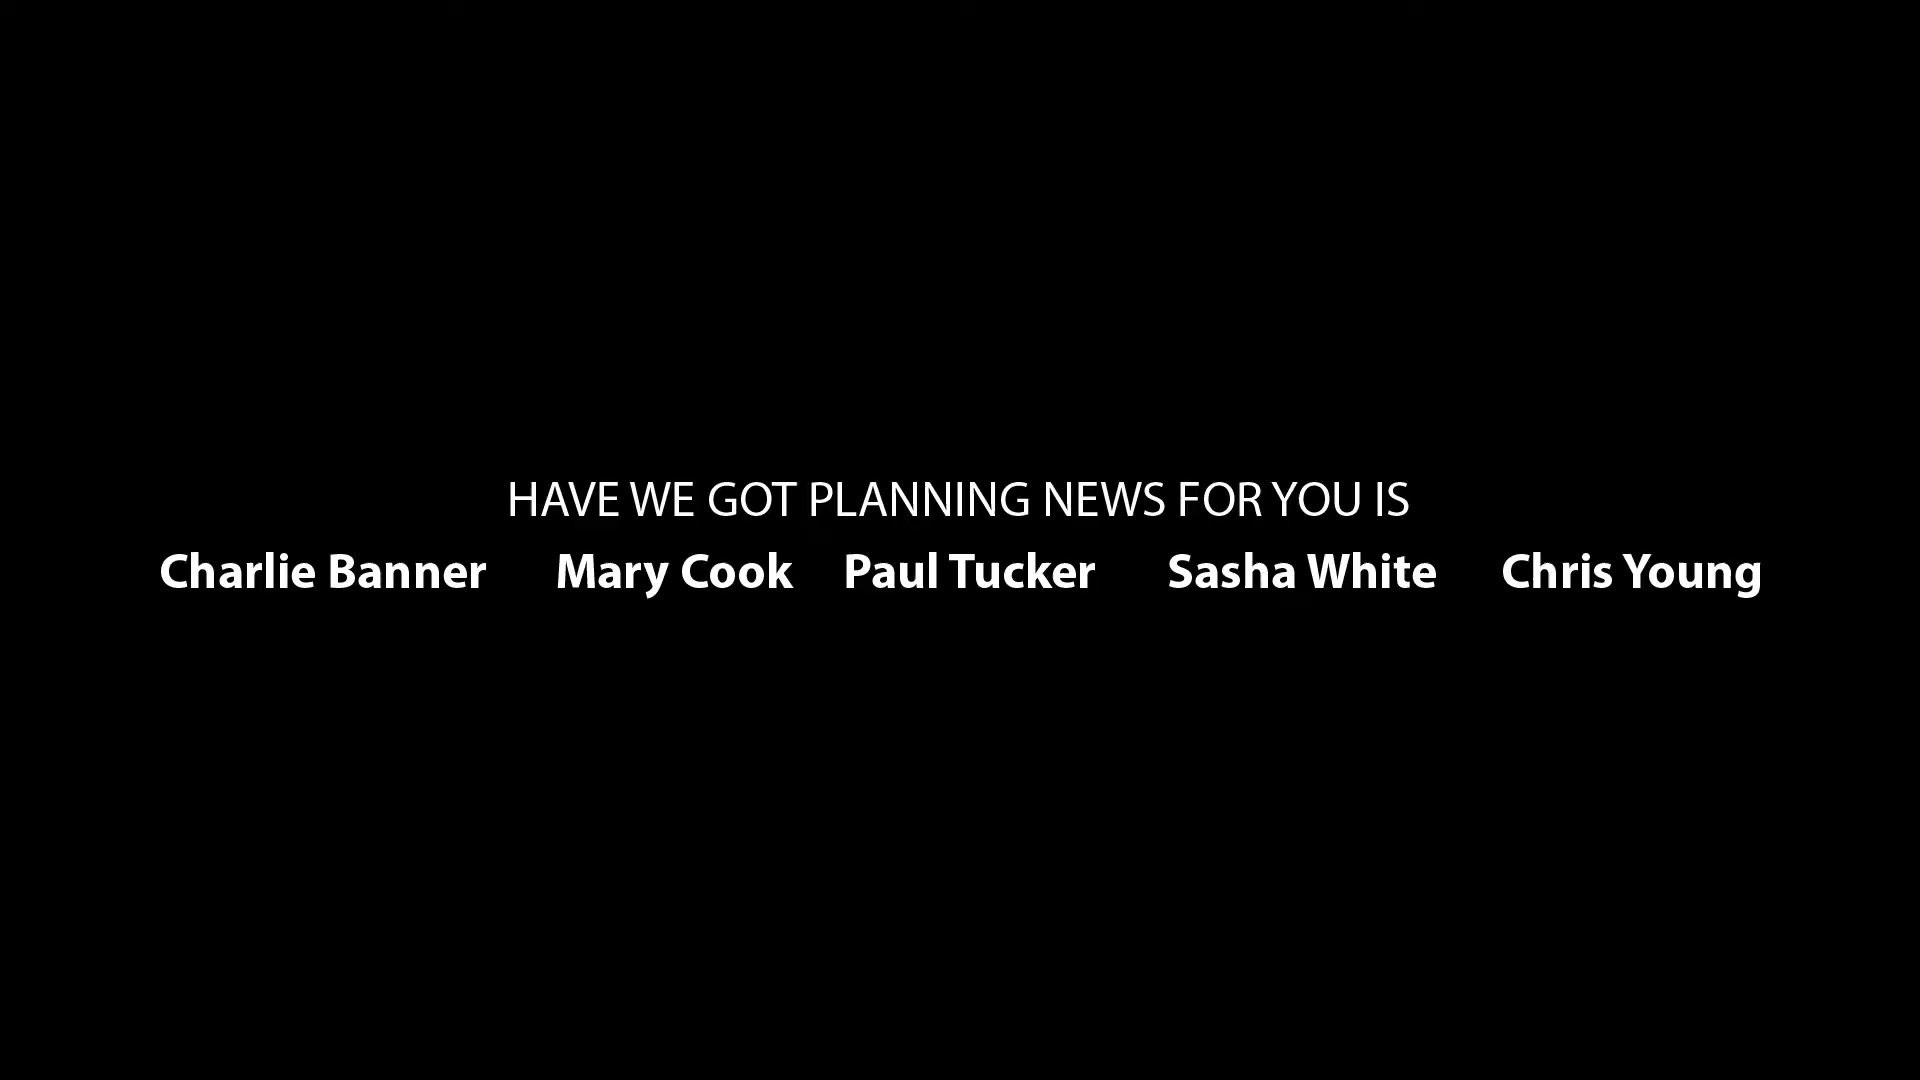 HAVE WE GOT PLANNING NEWS FOR YOU IS
Charlie Banner Mary Cook Paul Tucker Sasha White Chris Young